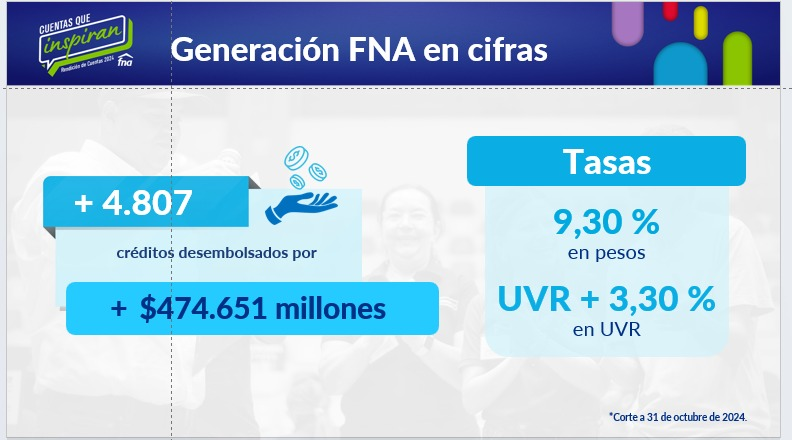 CUENTAS QUE
inspiran
Rendición de Cuentas 2024
fna
Generación FNA en cifras
+ 4.807
créditos desembolsados por
+ $474.651 millones
Tasas
9,30 %
en pesos
UVR + 3,30 %
en UVR
*Corte a 31 de octubre de 2024.